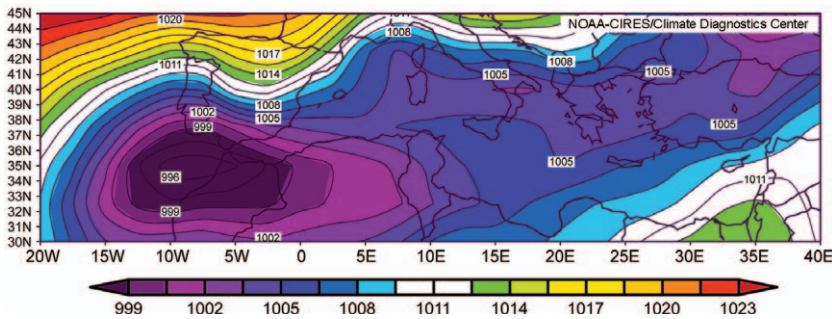 45N
44N
43N
42N
41N
40N
39N
38N
37N
36N
35N
34N
33N
32N
31N
30N
NOAA-CIRES/Climate Diagnostics Center
1020
1008
1017
1011
1014
1008
1005
1005
1002
1008
1005
999
1005
1005
996
1011
999
1002
20W 15W 10W 5W 0 5E 10E 15E 20E 25E 30E 35E 40E
999 1002 1005 1008 1011 1014 1017 1020 1023